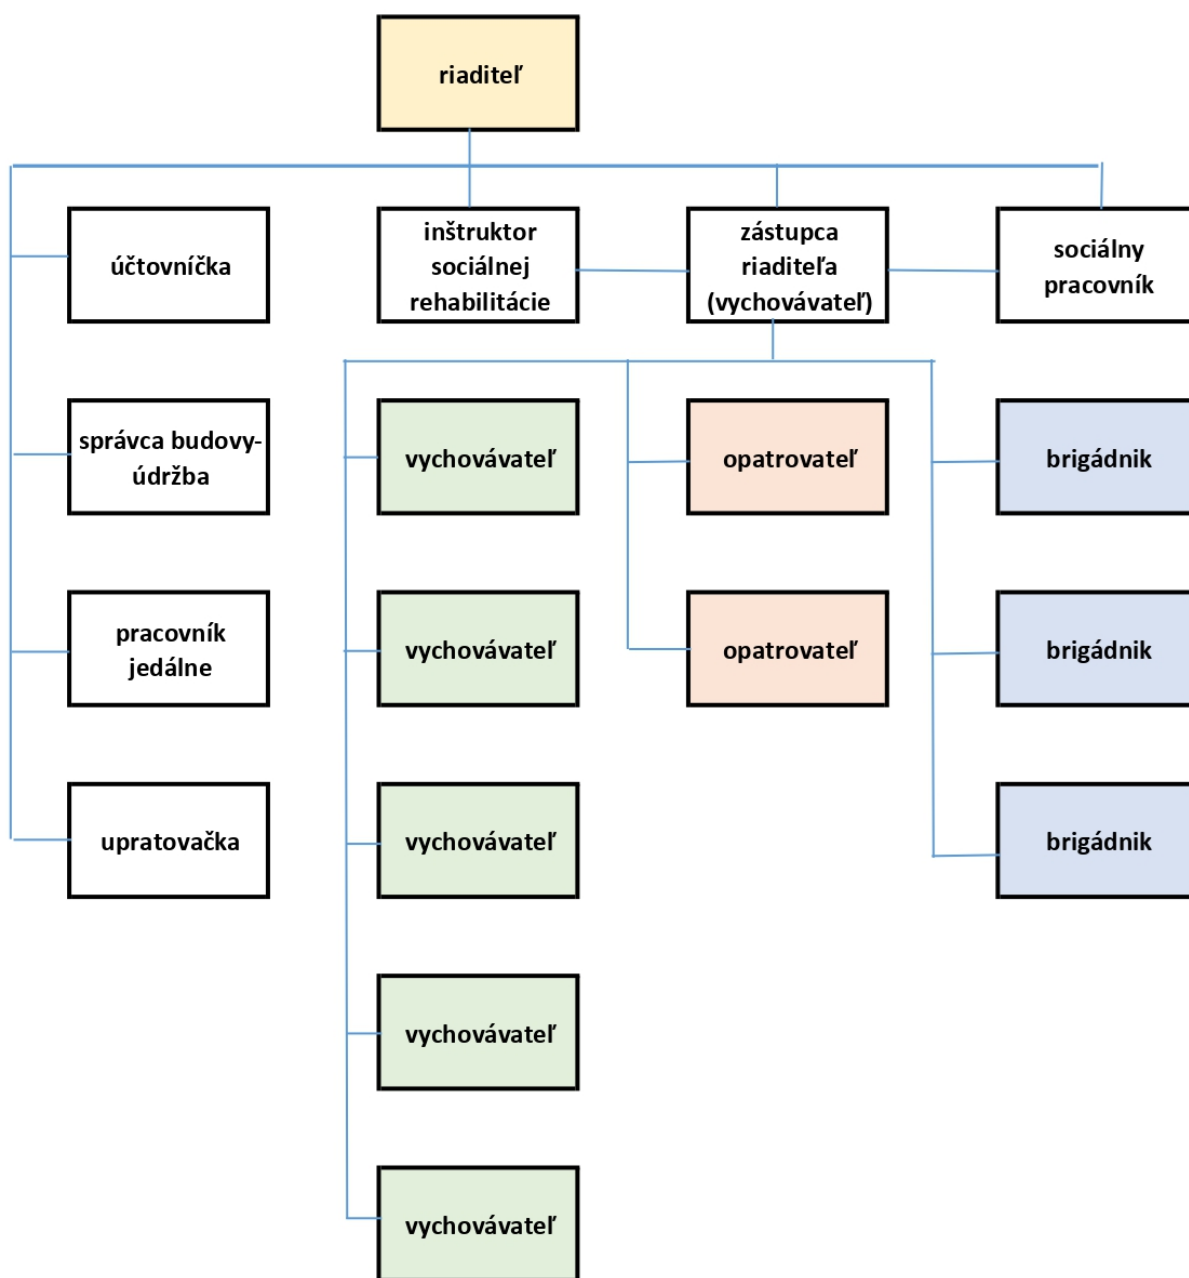 riaditeľ
účtovníčka
inštruktor
sociálnej
rehabilitácie
zástupca
riaditeľa
(vychovávateľ)
sociálny
pracovník
správca budovy-
údržba
vychovávateľ
opatrovateľ
brigádnik
pracovník
jedálne
vychovávateľ
opatrovateľ
brigádnik
upratovačka
vychovávateľ
brigádnik
vychovávateľ
vychovávateľ